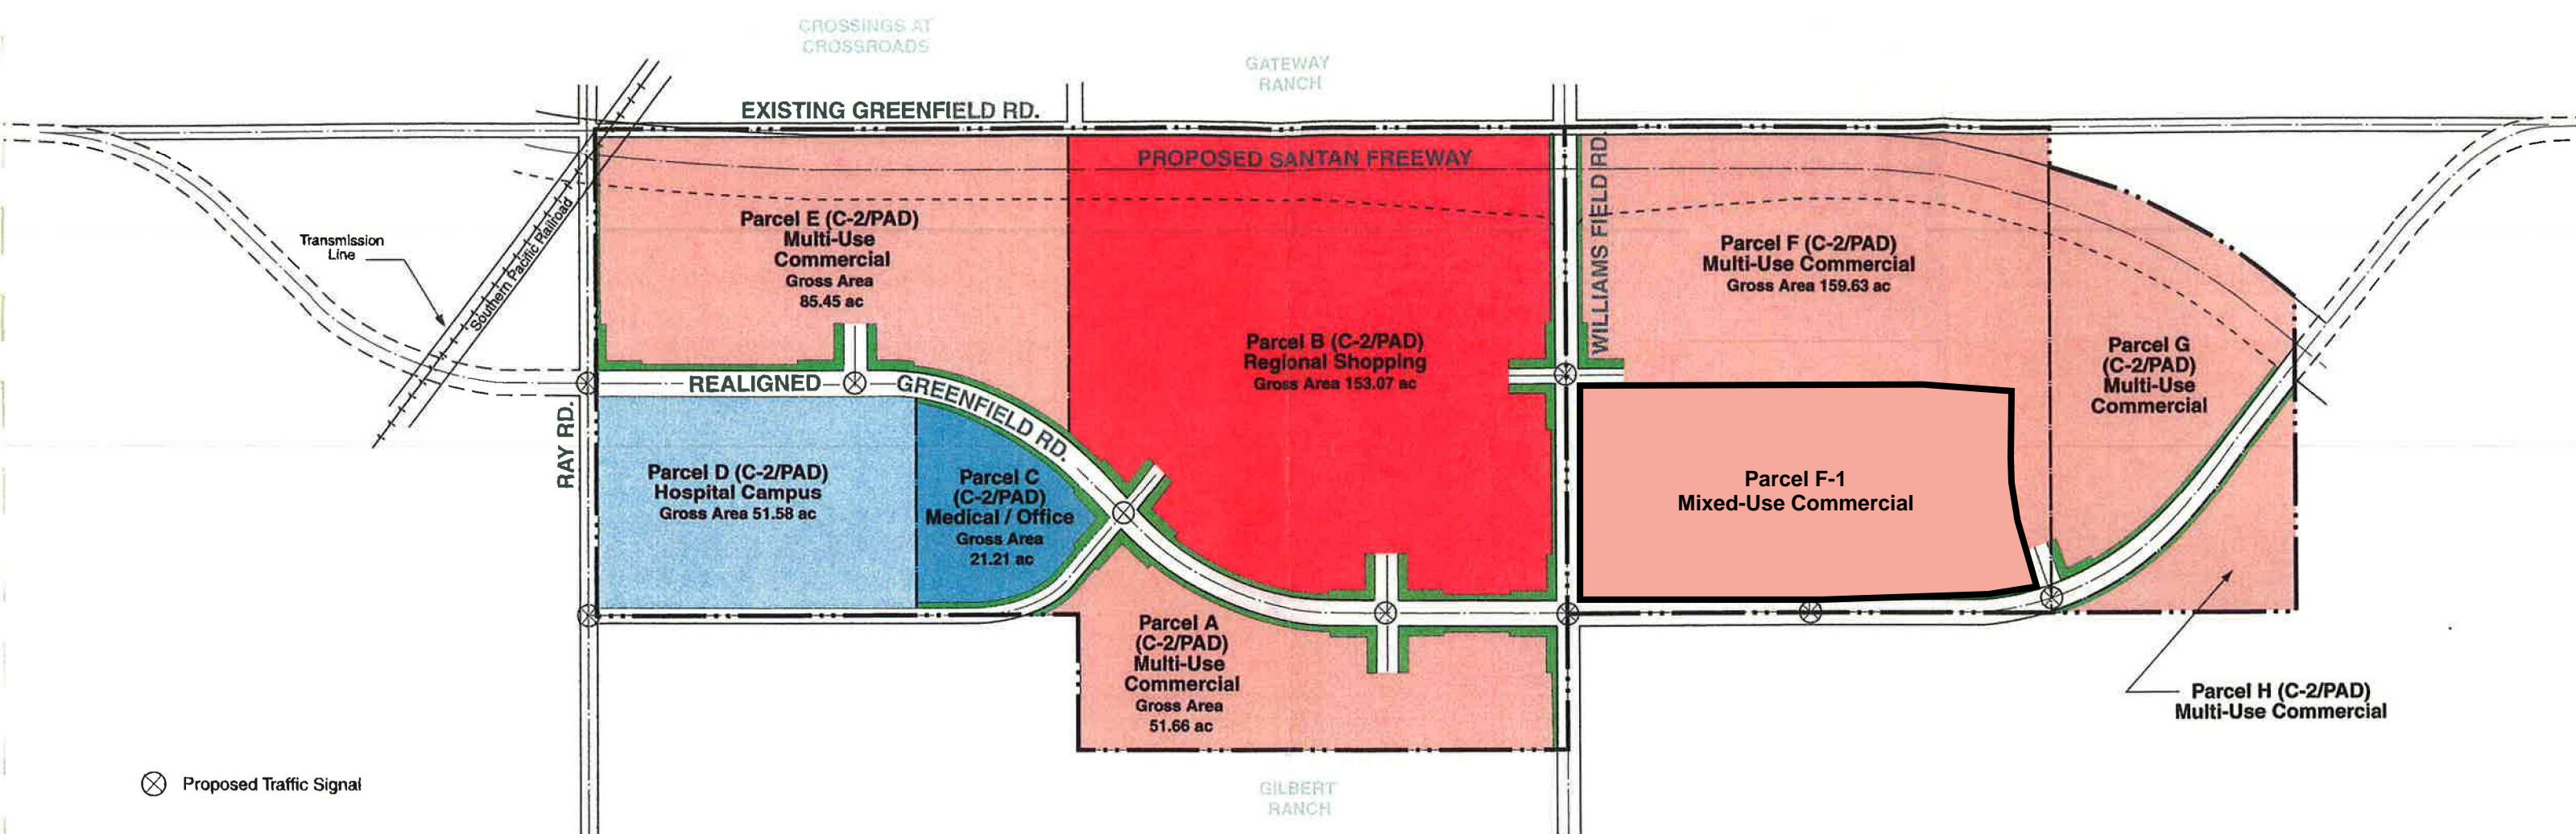 CROSSINGS AT
CROSSROADS
GATEWAY
RANCH
EXISTING GREENFIELD RD.
PROPOSED SANTAN FREEWAY
WILLIAMS FIELD RD.
Transmission
Line
Southern Pacific Railroad
Parcel E (C-2/PAD)
Multi-Use
Commercial
Gross Area
85.45 ac
Parcel B (C-2/PAD)
Regional Shopping
Gross Area 153.07 ac
Parcel F (C-2/PAD)
Multi-Use Commercial
Gross Area 159.63 ac
Parcel G
(C-2/PAD)
Multi-Use
Commercial
REALIGNED
GREENFIELD RD.
RAY RD.
Parcel D (C-2/PAD)
Hospital Campus
Gross Area 51.58 ac
Parcel C
(C-2/PAD)
Medical / Office
Gross Area
21.21 ac
Parcel F-1
Mixed-Use Commercial
Parcel A
(C-2/PAD)
Multi-Use
Commercial
Gross Area
51.66 ac
Parcel H (C-2/PAD)
Multi-Use Commercial
Proposed Traffic Signal
GILBERT
RANCH